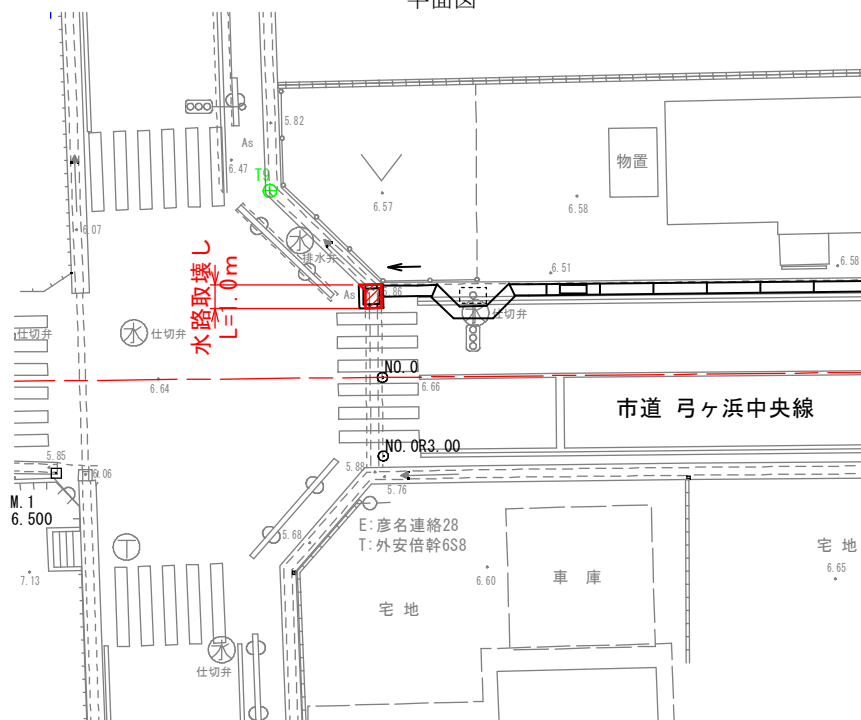 平面図
5.82
As
6.47
T9
物置
6.57
6.58
6.07
水
排水弁
6.58
6.51
水路取壊し
L=1.0m
As
5.86
仕切弁
水
仕切弁
水
仕切弁
NO.0
6.64
6.66
市道 弓ヶ浜中央線
NO.0R3.00
5.85
6.06
5.88
5.76
M.1
6.500
E:彦名連絡28
T:外安倍幹6S8
5.68
T
宅 地
7.13
6.60
車 庫
6.65
宅 地
水
仕切弁